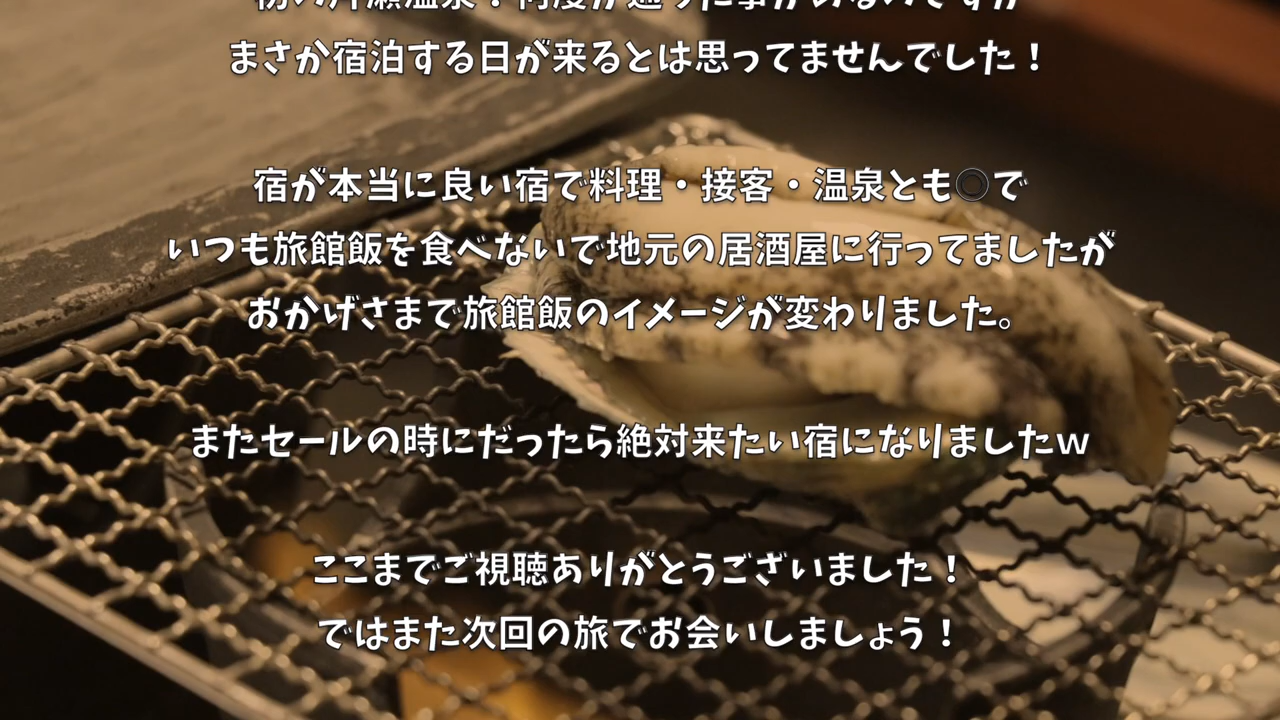 まさか宿泊する日が来るとは思ってませんでした！
宿が本当に良い宿で料理・接客・温泉とも◎で
いつも旅館飯を食べないで地元の居酒屋に行ってましたが
おかげさまで旅館飯のイメージが変わりました。
またセールの時にだったら絶対来たい宿になりましたw
ここまでご視聴ありがとうございました！
ではまた次回の旅でお会いしましょう！